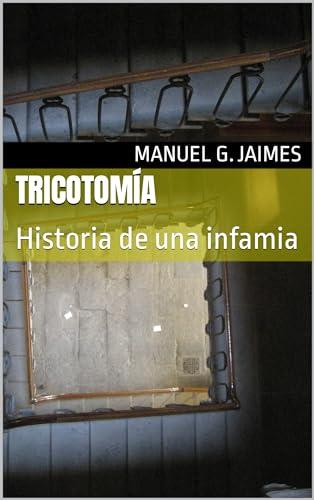 MANUEL G. JAIMES
TRICOTOMÍA
Historia de una infamia